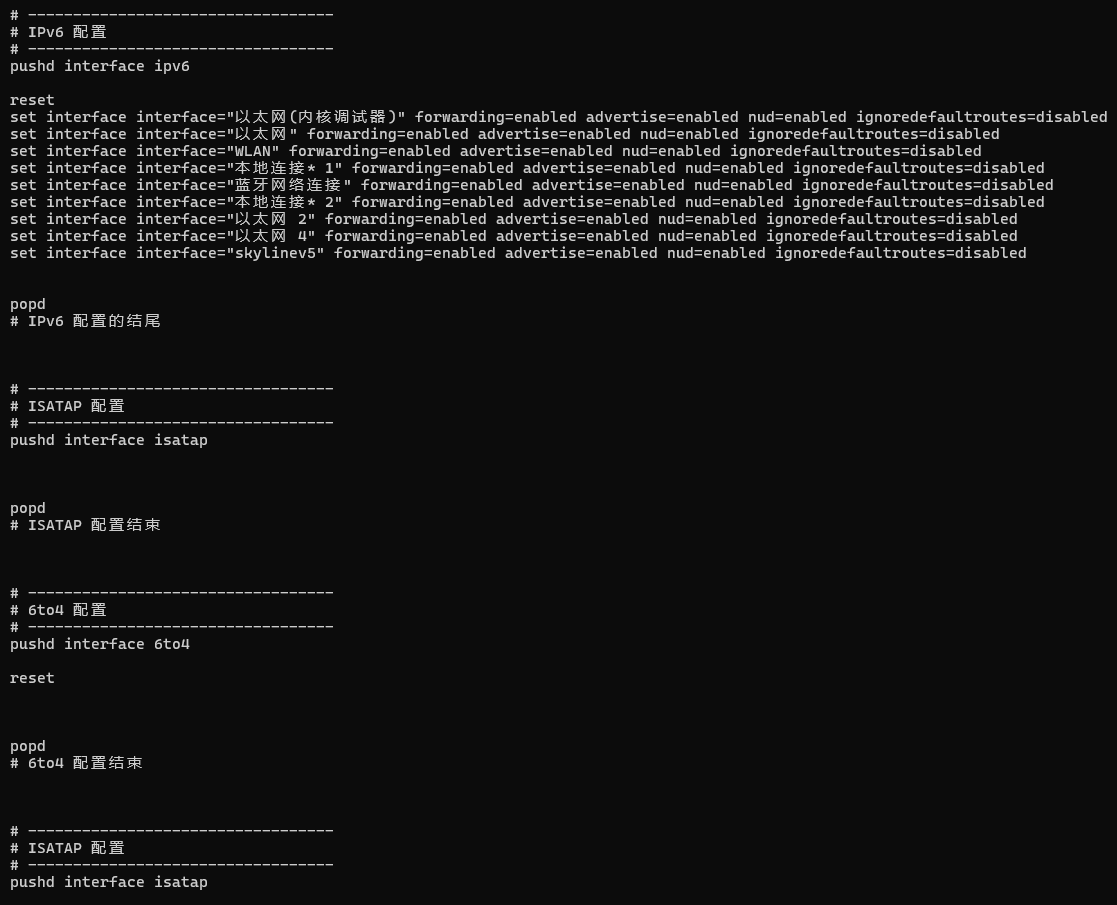 # ----------------------------------
# IPv6 配置
# ----------------------------------
pushd interface ipv6
reset
set interface interface="以太网(内核调试器)" forwarding=enabled advertise=enabled nud=enabled ignoredefaultroutes=disabled
set interface interface="以太网" forwarding=enabled advertise=enabled nud=enabled ignoredefaultroutes=disabled
set interface interface="WLAN" forwarding=enabled advertise=enabled nud=enabled ignoredefaultroutes=disabled
set interface interface="本地连接* 1" forwarding=enabled advertise=enabled nud=enabled ignoredefaultroutes=disabled
set interface interface="蓝牙网络连接" forwarding=enabled advertise=enabled nud=enabled ignoredefaultroutes=disabled
set interface interface="本地连接* 2" forwarding=enabled advertise=enabled nud=enabled ignoredefaultroutes=disabled
set interface interface="以太网 2" forwarding=enabled advertise=enabled nud=enabled ignoredefaultroutes=disabled
set interface interface="以太网 4" forwarding=enabled advertise=enabled nud=enabled ignoredefaultroutes=disabled
set interface interface="skylinev5" forwarding=enabled advertise=enabled nud=enabled ignoredefaultroutes=disabled
popd
# IPv6 配置的结尾
# ----------------------------------
# ISATAP 配置
# ----------------------------------
pushd interface isatap
popd
# ISATAP 配置结束
# ----------------------------------
# 6to4 配置
# ----------------------------------
pushd interface 6to4
reset
popd
# 6to4 配置结束
# ----------------------------------
# ISATAP 配置
# ----------------------------------
pushd interface isatap